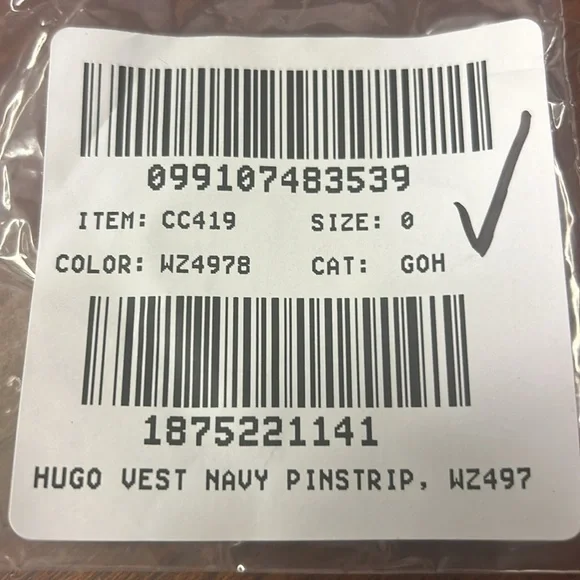 099107483539
ITEM: CC419 SIZE: 0
COLOR: WZ4978 CAT: GOH
1875221141
HUGO VEST NAVY PINSTRIP, WZ497